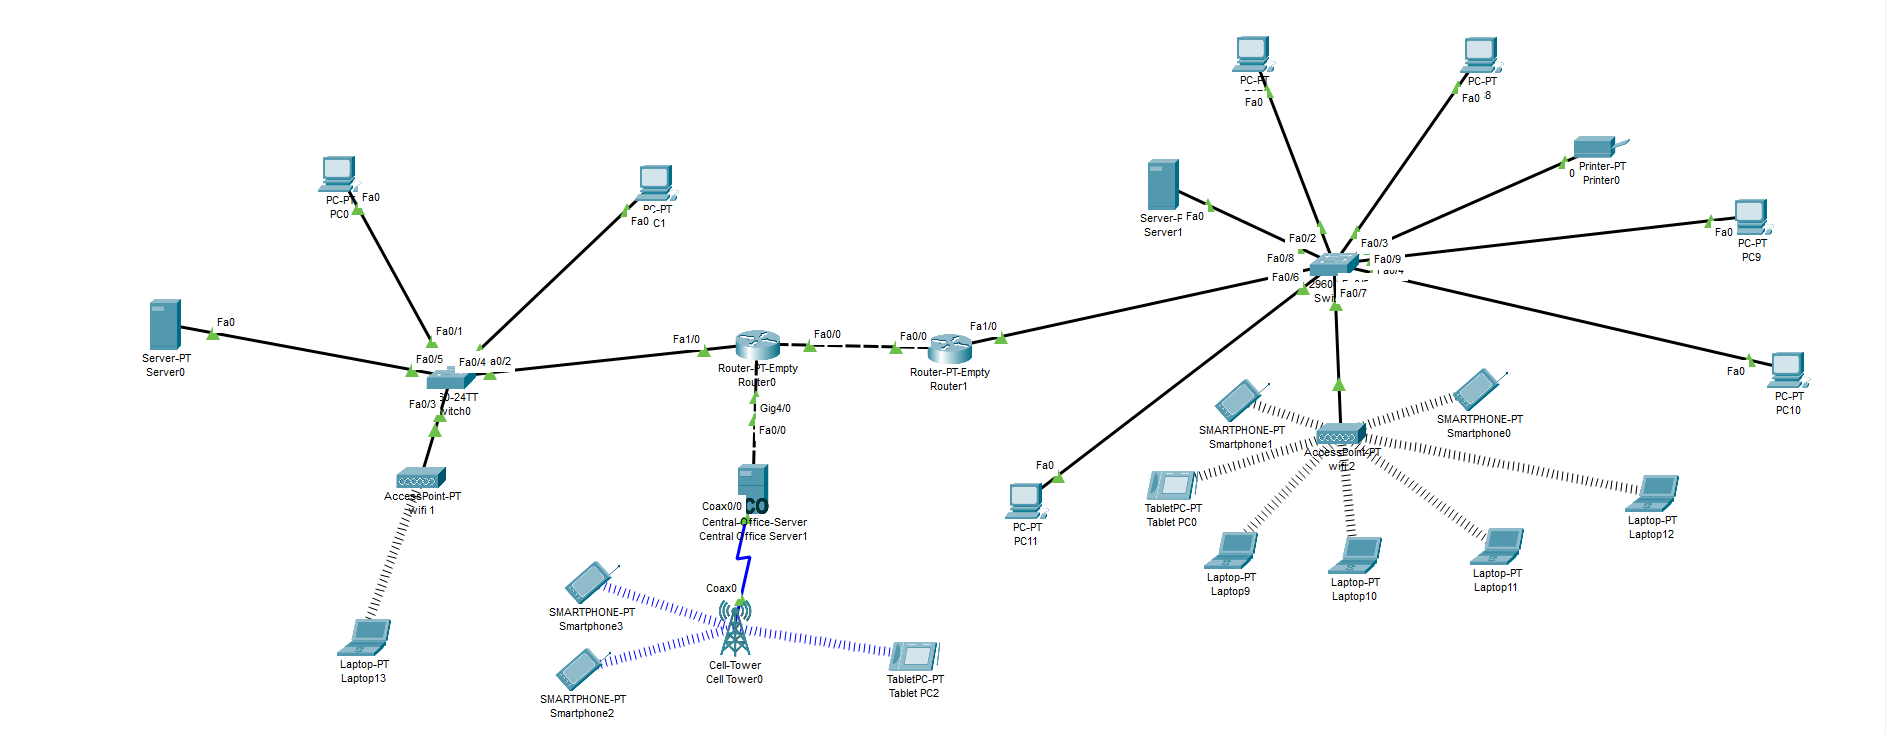 PC-PT
Fa0
Fa0
8
Printer-PT
Printer0
0
PC-PT
PC0
Fa0
PC-PT
C1
Fa0
Server-P
Server1
Fa0
PC-PT
PC9
Fa0
Fa0/2
Fa0/3
Fa0/8
Fa0/9
Fa0/4
Fa0/6
Fa0/7
2960
Swi
Server-PT
Server0
Fa0
Fa0/1
Fa0/5
Fa0/4
a0/2
0-24TT
witch0
Fa0/3
Fa1/0
Fa0/0
Router-PT-Empty
Router0
Fa0/0
Fa1/0
Router-PT-Empty
Router1
Gig4/0
Fa0/0
Fa0
PC-PT
PC10
SMARTPHONE-PT
Smartphone1
SMARTPHONE-PT
Smartphone0
AccessPoint-PT
wifi 2
Fa0
PC-PT
PC11
TabletPC-PT
Tablet PC0
Laptop-PT
Laptop12
Laptop-PT
Laptop9
Laptop-PT
Laptop10
Laptop-PT
Laptop11
AccessPoint-PT
wifi 1
Coax0/0
CO
Central-Office-Server
Central Office Server1
Coax0
SMARTPHONE-PT
Smartphone3
Laptop-PT
Laptop13
Cell-Tower
Cell Tower0
TabletPC-PT
Tablet PC2
SMARTPHONE-PT
Smartphone2